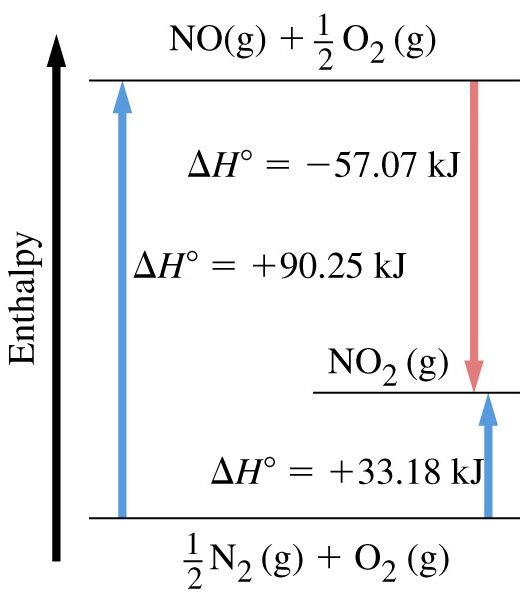 NO(g) + 1/2 O₂ (g)
ΔH° = −57.07 kJ
ΔH° = +90.25 kJ
Enthalpy
NO₂ (g)
ΔH° = +33.18 kJ
1/2 N₂ (g) + O₂ (g)